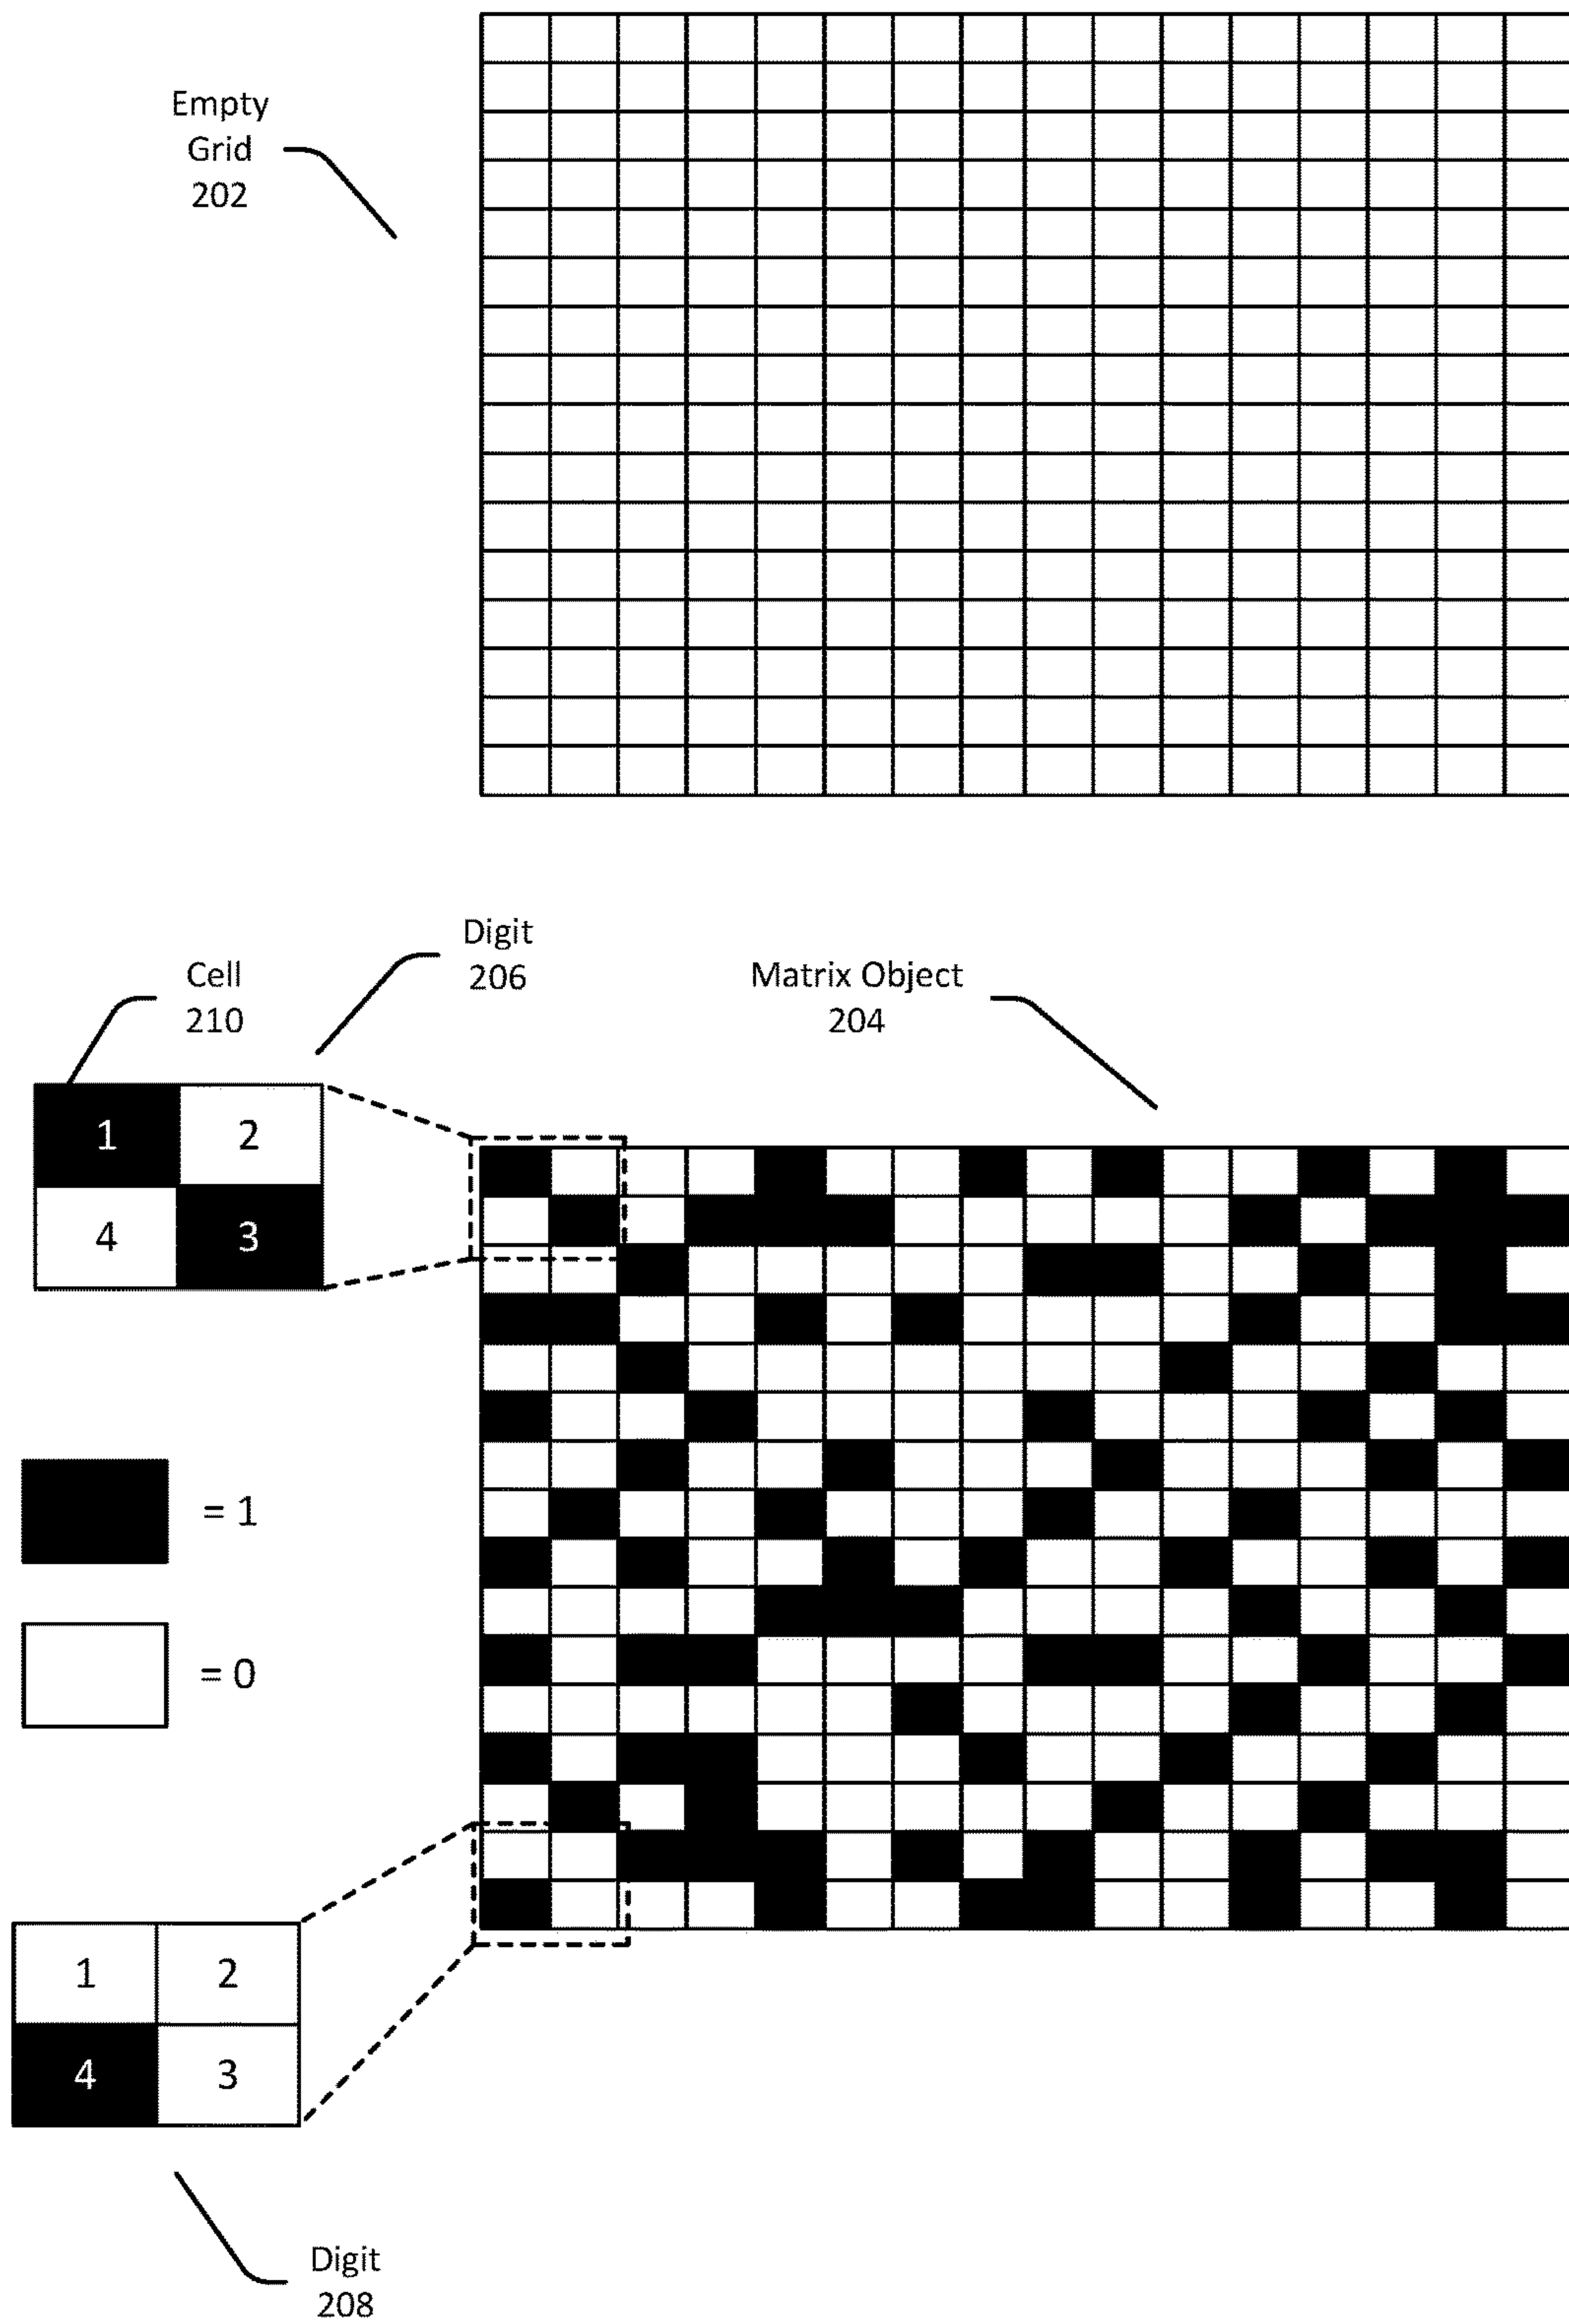 Empty
Grid
202
Digit
206
Cell
210
Matrix Object
204
1 2
4 3
= 1
= 0
1 2
4 3
Digit
208